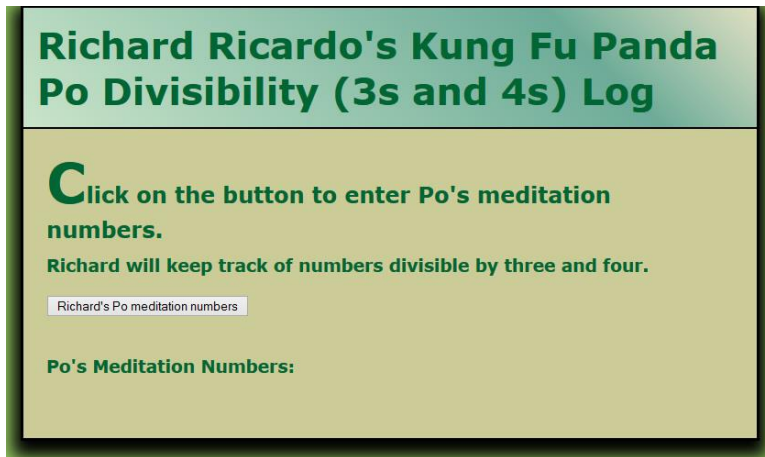 Richard Ricardo's Kung Fu Panda
Po Divisibility (3s and 4s) Log
Click on the button to enter Po's meditation
numbers.
Richard will keep track of numbers divisible by three and four.
Richard's Po meditation numbers
Po's Meditation Numbers: